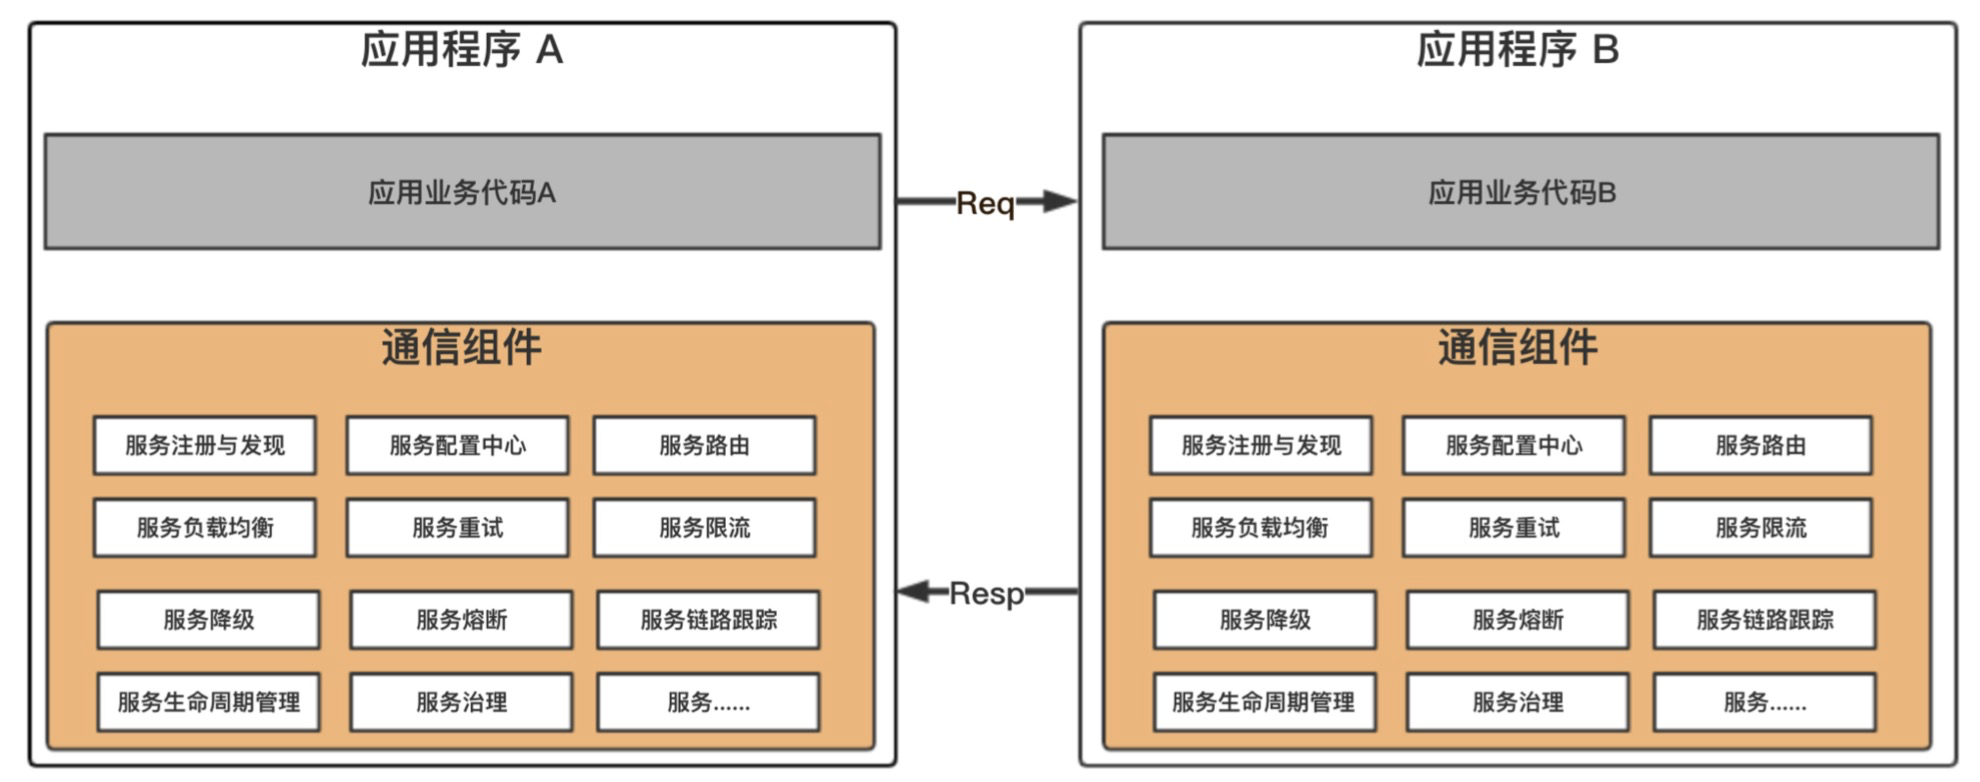 应用程序 A
应用业务代码A
通信组件
服务注册与发现
服务配置中心
服务路由
服务负载均衡
服务重试
服务限流
服务降级
服务熔断
服务链路跟踪
服务生命周期管理
服务治理
服务......
Req
Resp
应用程序 B
应用业务代码B
通信组件
服务注册与发现
服务配置中心
服务路由
服务负载均衡
服务重试
服务限流
服务降级
服务熔断
服务链路跟踪
服务生命周期管理
服务治理
服务......